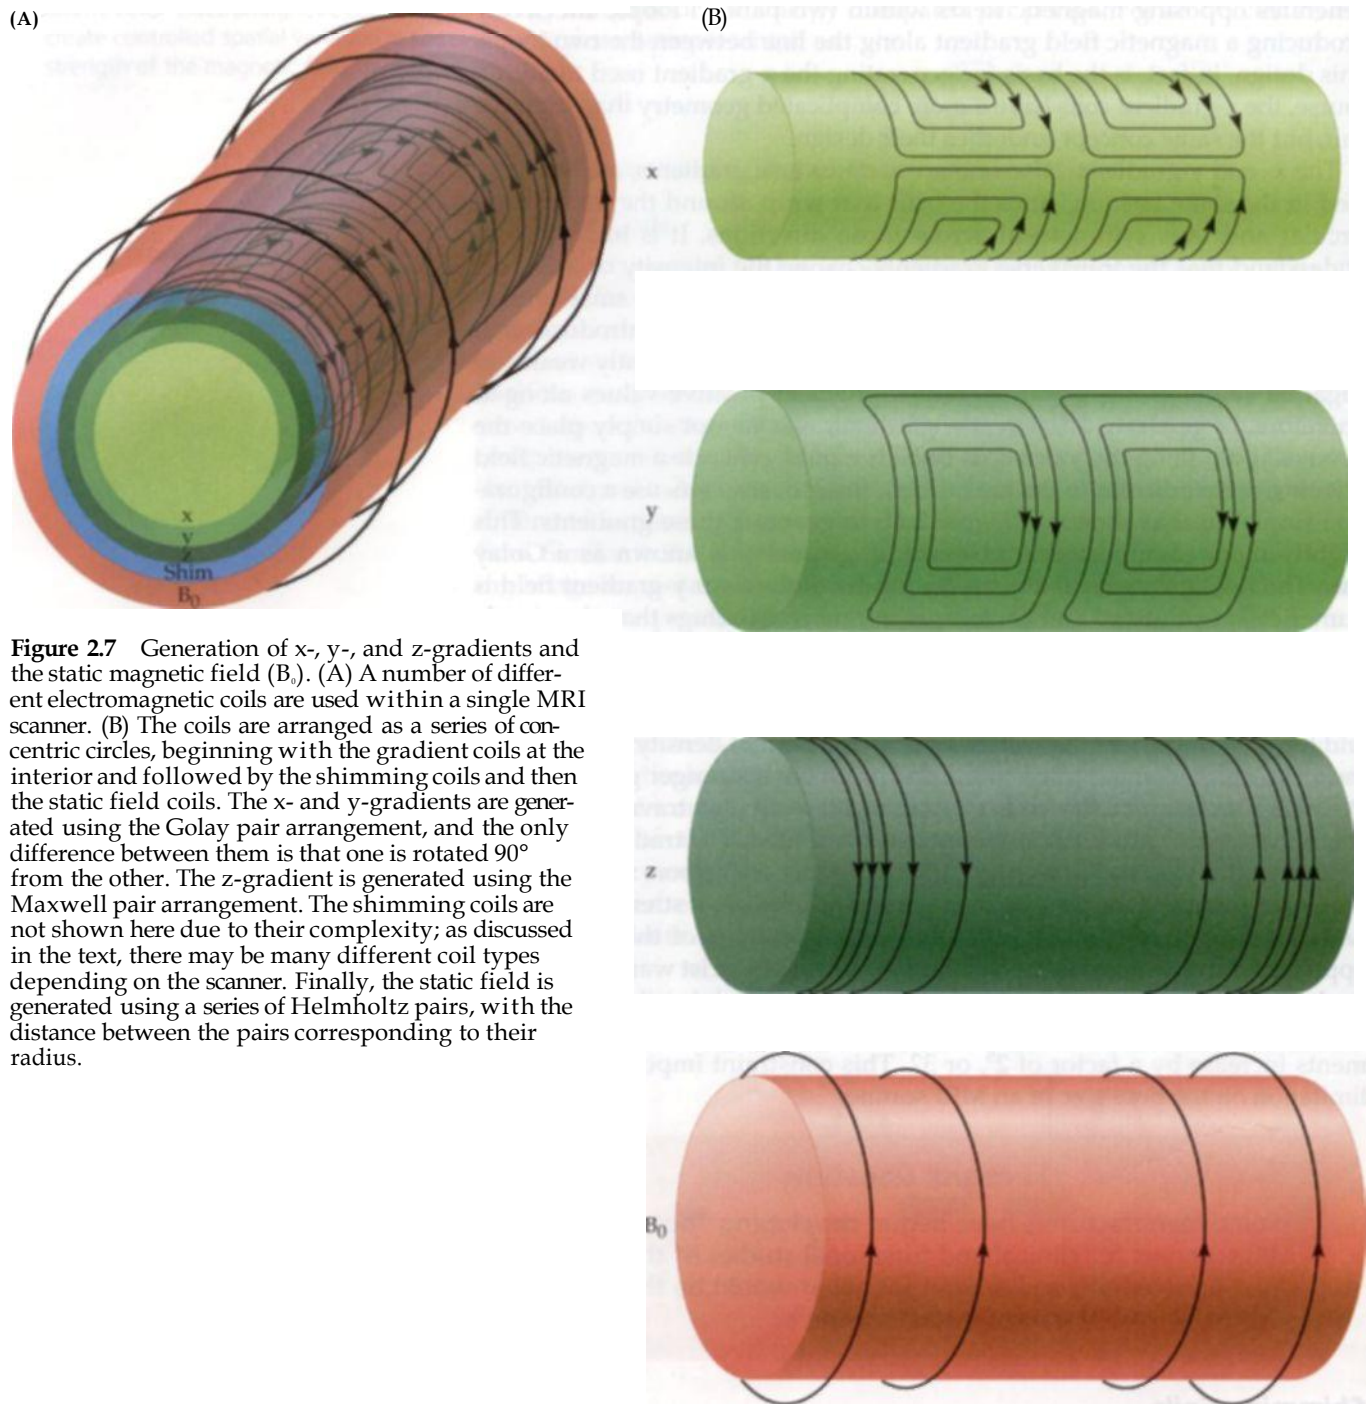 (A)
(B)
x
y
z
Shim
B₀
x
y
z
B₀
Figure 2.7 Generation of x-, y-, and z-gradients and
the static magnetic field (B₀). (A) A number of differ-
ent electromagnetic coils are used within a single MRI
scanner. (B) The coils are arranged as a series of con-
centric circles, beginning with the gradient coils at the
interior and followed by the shimming coils and then
the static field coils. The x- and y-gradients are gener-
ated using the Golay pair arrangement, and the only
difference between them is that one is rotated 90°
from the other. The z-gradient is generated using the
Maxwell pair arrangement. The shimming coils are
not shown here due to their complexity; as discussed
in the text, there may be many different coil types
depending on the scanner. Finally, the static field is
generated using a series of Helmholtz pairs, with the
distance between the pairs corresponding to their
radius.